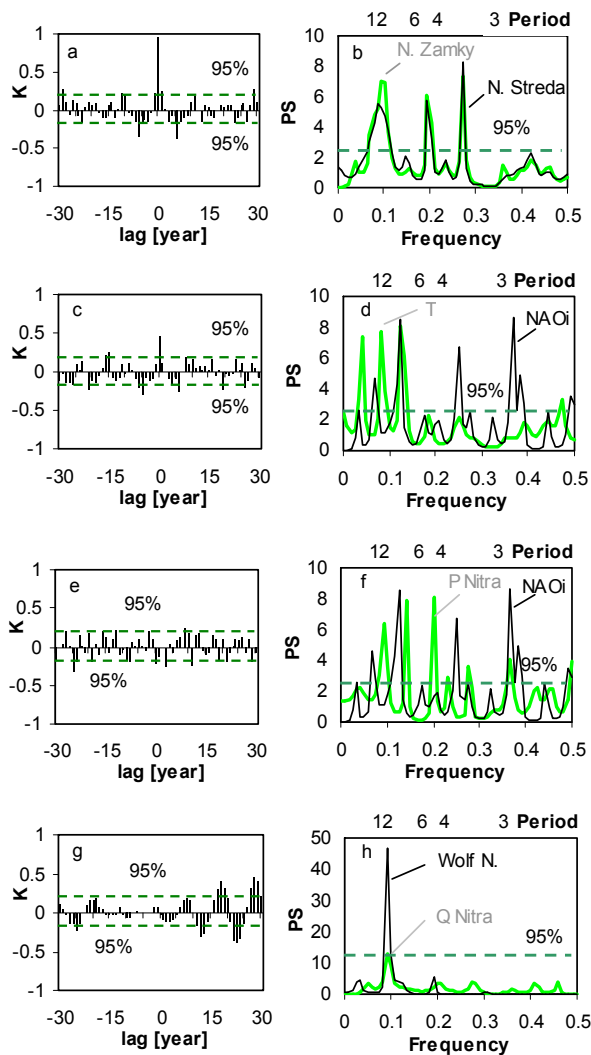 1
0.5
0
-0.5
-1
K
a
95%
95%
-30 -15 0 15 30
lag [year]
12 6 4 3 Period
10
8
6
4
2
0
PS
b
N. Zamky
N. Streda
95%
0 0.1 0.2 0.3 0.4 0.5
Frequency
1
0.5
0
-0.5
-1
K
c
95%
95%
-30 -15 0 15 30
lag [year]
12 6 4 3 Period
10
8
6
4
2
0
PS
d
T
NAOi
95%
0 0.1 0.2 0.3 0.4 0.5
Frequency
1
0.5
0
-0.5
-1
K
e
95%
95%
-30 -15 0 15 30
lag [year]
12 6 4 3 Period
10
8
6
4
2
0
PS
f
P Nitra
NAOi
95%
0 0.1 0.2 0.3 0.4 0.5
Frequency
1
0.5
0
-0.5
-1
K
g
95%
95%
-30 -15 0 15 30
lag [year]
12 6 4 3 Period
50
40
30
20
10
0
PS
h
Wolf N.
Q Nitra
95%
0 0.1 0.2 0.3 0.4 0.5
Frequency